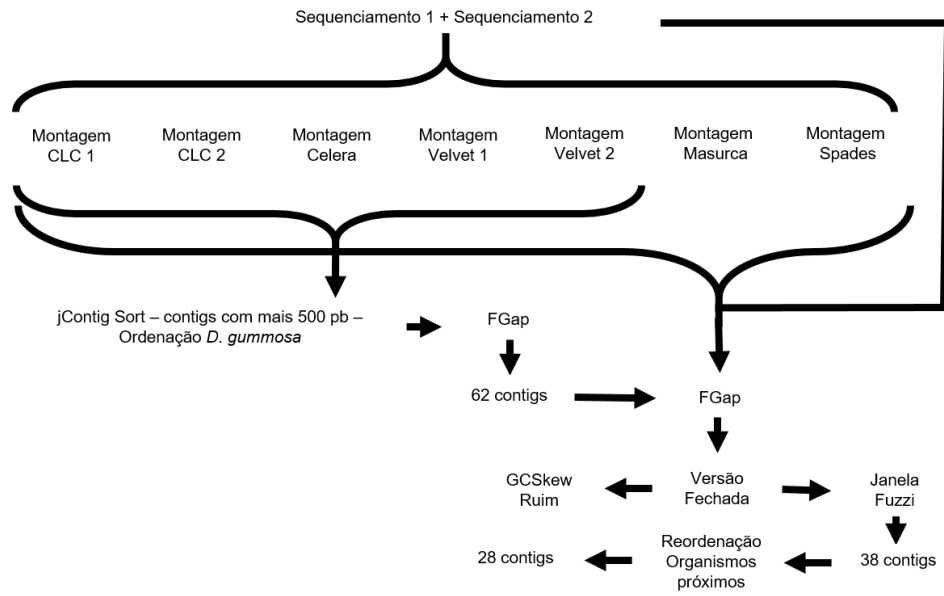 Sequenciamento 1 + Sequenciamento 2
Montagem
CLC 1
Montagem
CLC 2
Montagem
Celera
Montagem
Velvet 1
Montagem
Velvet 2
Montagem
Masurca
Montagem
Spades
jContig Sort – contigs com mais 500 pb –
Ordenação D. gummosa
FGap
62 contigs
FGap
GCSkew
Ruim
Versão
Fechada
Janela
Fuzzi
28 contigs
Reordenação
Organismos
próximos
38 contigs